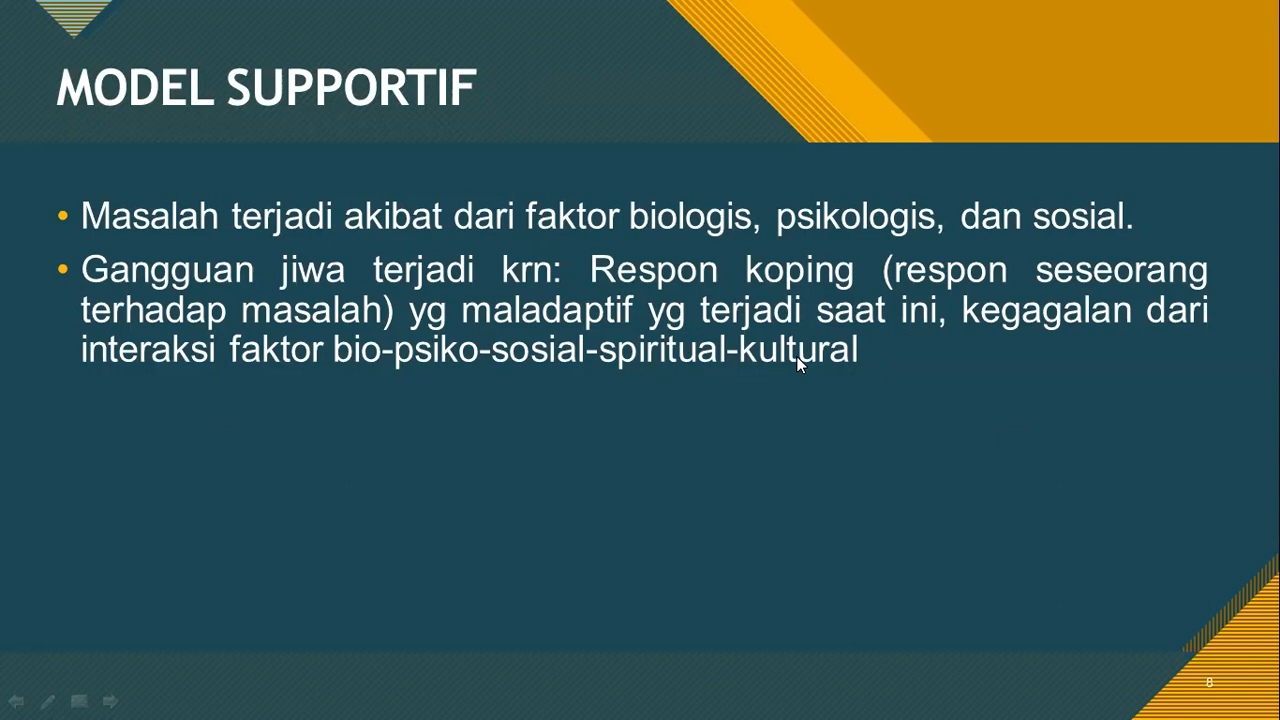 MODEL SUPPORTIF
• Masalah terjadi akibat dari faktor biologis, psikologis, dan sosial.
• Gangguan jiwa terjadi krn: Respon koping (respon seseorang
terhadap masalah) yg maladaptif yg terjadi saat ini, kegagalan dari
interaksi faktor bio-psiko-sosial-spiritual-kultural
8